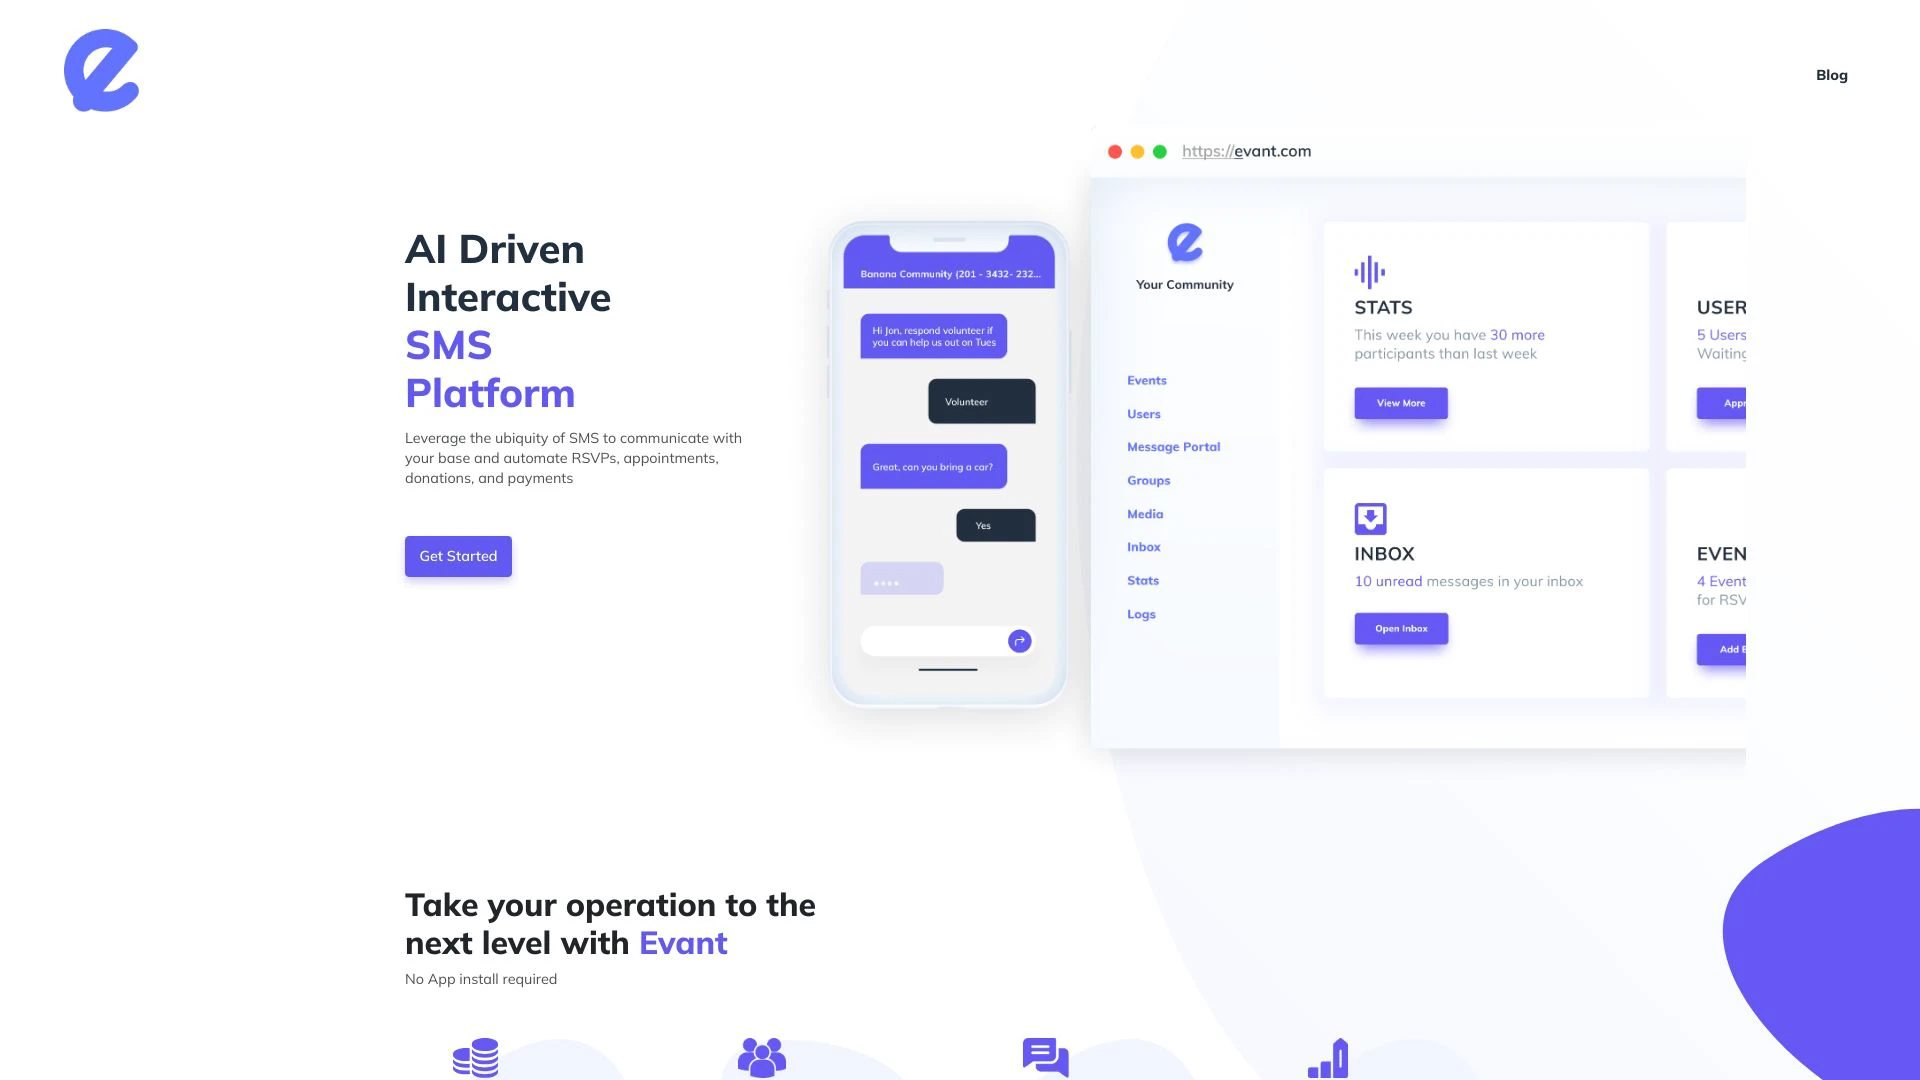 Blog
https://evant.com
AI Driven
Interactive
SMS
Platform
Leverage the ubiquity of SMS to communicate with
your base and automate RSVPs, appointments,
donations, and payments
Get Started
Banana Community (201 - 3432- 232...
Hi Jon, respond volunteer if
you can help us out on Tues
Volunteer
Great, can you bring a car?
Yes
Your Community
Events
Users
Message Portal
Groups
Media
Inbox
Stats
Logs
STATS
This week you have 30 more
participants than last week
View More
USER
5 Users
Waiting
Appr
INBOX
10 unread messages in your inbox
Open Inbox
EVEN
4 Event
for RSV
Add E
Take your operation to the
next level with Evant
No App install required